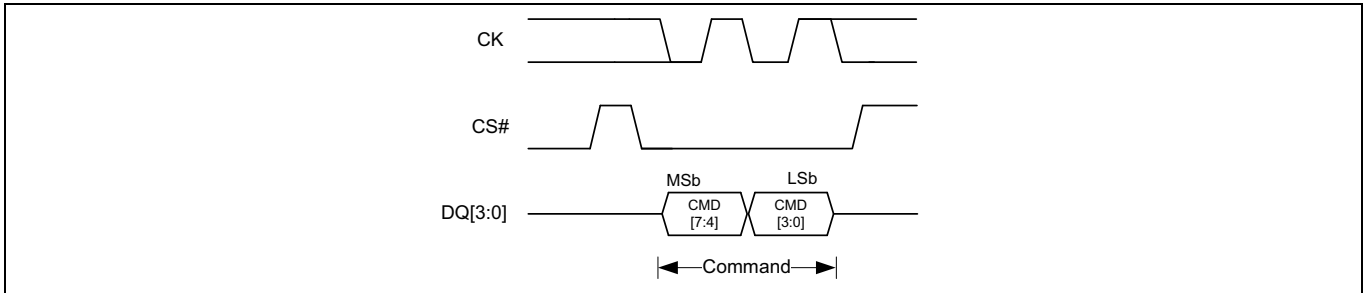 CK
CS#
MSb LSb
DQ[3:0]
CMD
[7:4]
CMD
[3:0]
Command